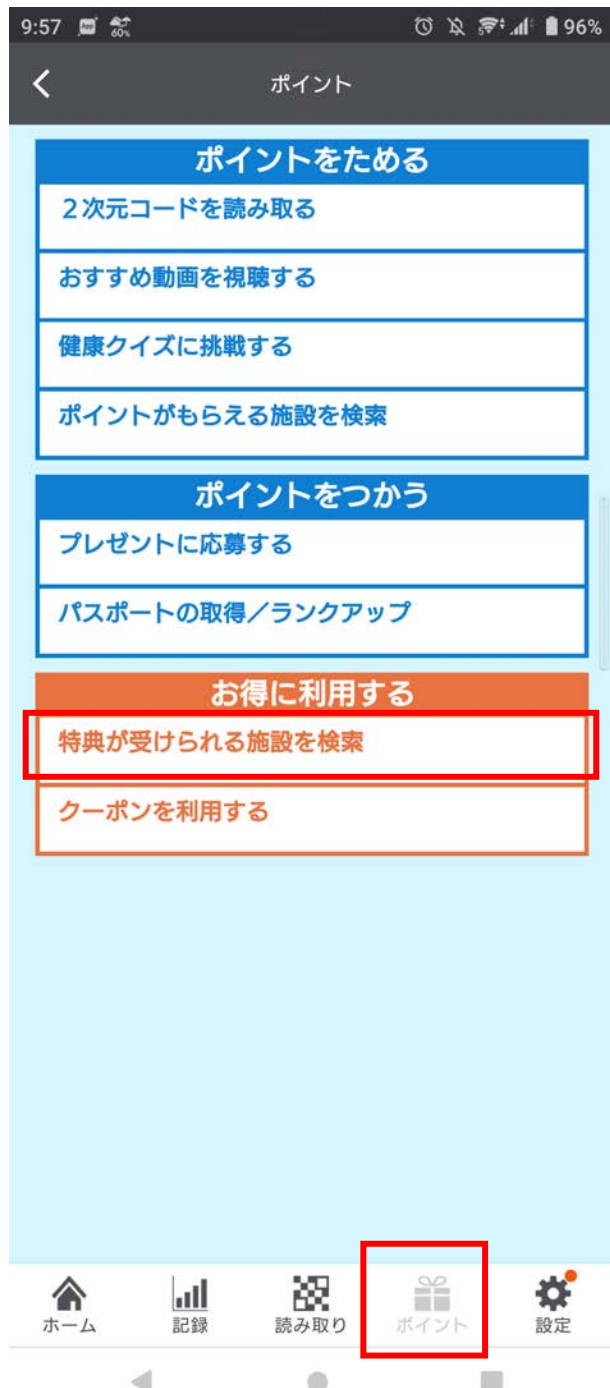 9:57 App 60% 96%
ポイント
ポイントをためる
２次元コードを読み取る
おすすめ動画を視聴する
健康クイズに挑戦する
ポイントがもらえる施設を検索
ポイントをつかう
プレゼントに応募する
パスポートの取得／ランクアップ
お得に利用する
特典が受けられる施設を検索
クーポンを利用する
ホーム 記録 読み取り ポイント 設定